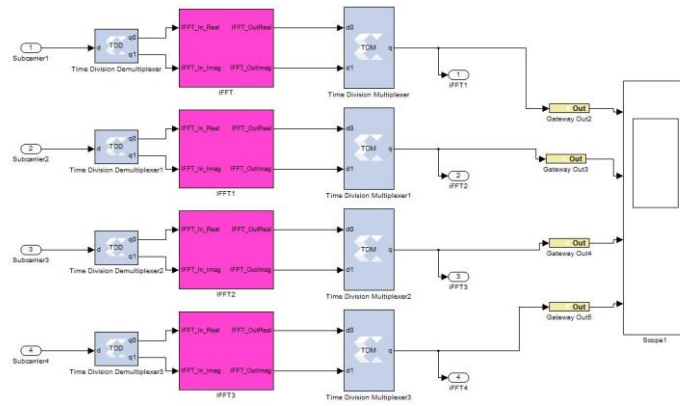 1
Subcarrier1
d
TDD
q0
q1
Time Division Demultiplexer
IFFT_In_Real
IFFT_OutReal
IFFT_In_Imag
IFFT_OutImag
IFFT
d0
d1
TDM
q
Time Division Multiplexer
1
IFFT1
Out
Gateway Out2
2
Subcarrier2
d
TDD
q0
q1
Time Division Demultiplexer1
IFFT_In_Real
IFFT_OutReal
IFFT_In_Imag
IFFT_OutImag
IFFT1
d0
d1
TDM
q
Time Division Multiplexer1
2
IFFT2
Out
Gateway Out3
3
Subcarrier3
d
TDD
q0
q1
Time Division Demultiplexer2
IFFT_In_Real
IFFT_OutReal
IFFT_In_Imag
IFFT_OutImag
IFFT2
d0
d1
TDM
q
Time Division Multiplexer2
3
IFFT3
Out
Gateway Out4
4
Subcarrier4
d
TDD
q0
q1
Time Division Demultiplexer3
IFFT_In_Real
IFFT_OutReal
IFFT_In_Imag
IFFT_OutImag
IFFT3
d0
d1
TDM
q
Time Division Multiplexer3
4
IFFT4
Out
Gateway Out5
Scope1